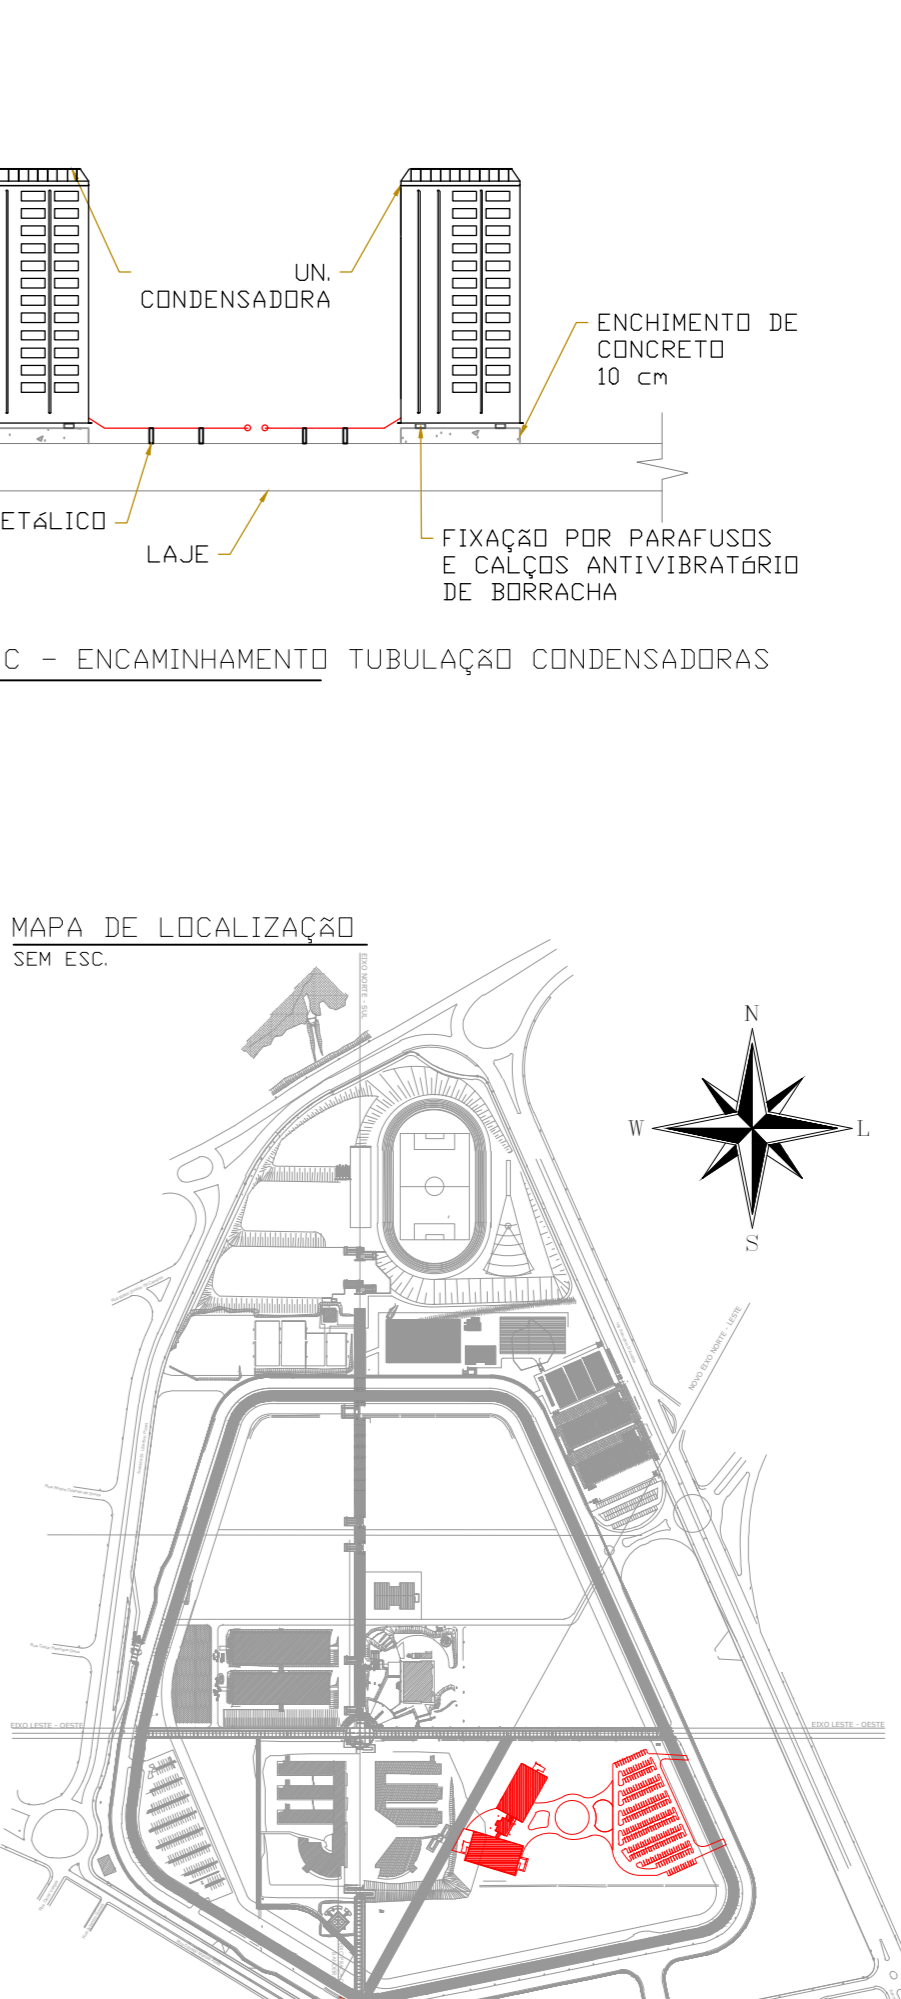 UN.
CONDENSADORA
ENCHIMENTO DE
CONCRETO
10 cm
ETÁLICO
LAJE
FIXAÇÃO POR PARAFUSOS
E CALÇOS ANTIVIBRATÓRIO
DE BORRACHA
C - ENCAMINHAMENTO TUBULAÇÃO CONDENSADORAS
MAPA DE LOCALIZAÇÃO
SEM ESC.
EIXO NORTE - SUL
N
W
L
S
NOVO EIXO NORTE - LESTE
EIXO LESTE - OESTE
EIXO LESTE - OESTE